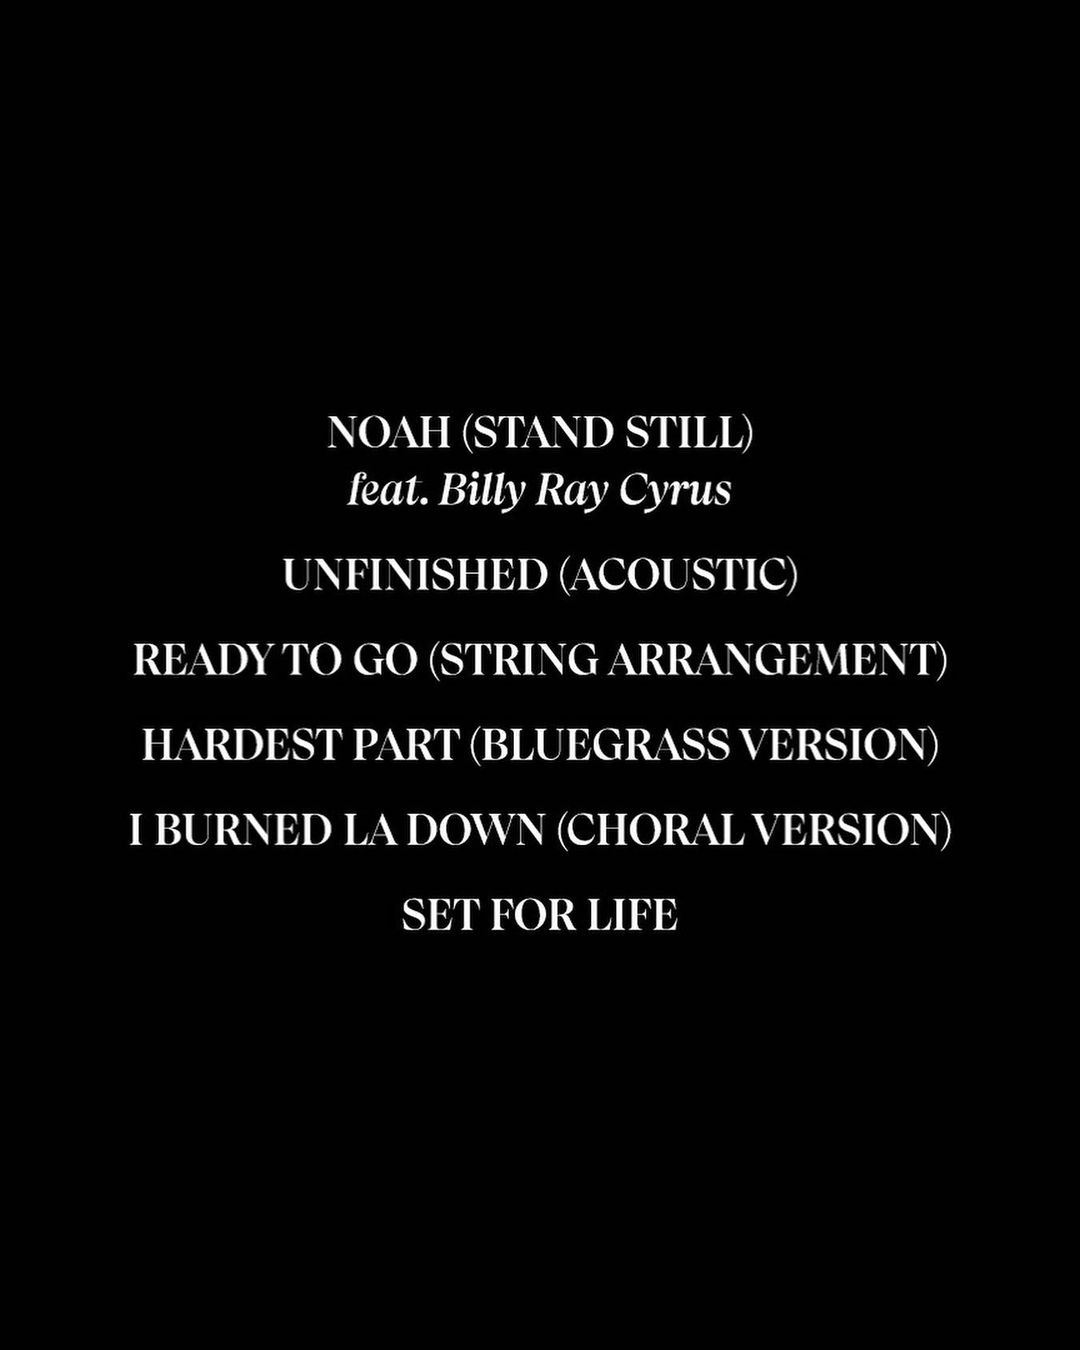 NOAH (STAND STILL)
feat. Billy Ray Cyrus
UNFINISHED (ACOUSTIC)
READY TO GO (STRING ARRANGEMENT)
HARDEST PART (BLUEGRASS VERSION)
I BURNED LA DOWN (CHORAL VERSION)
SET FOR LIFE